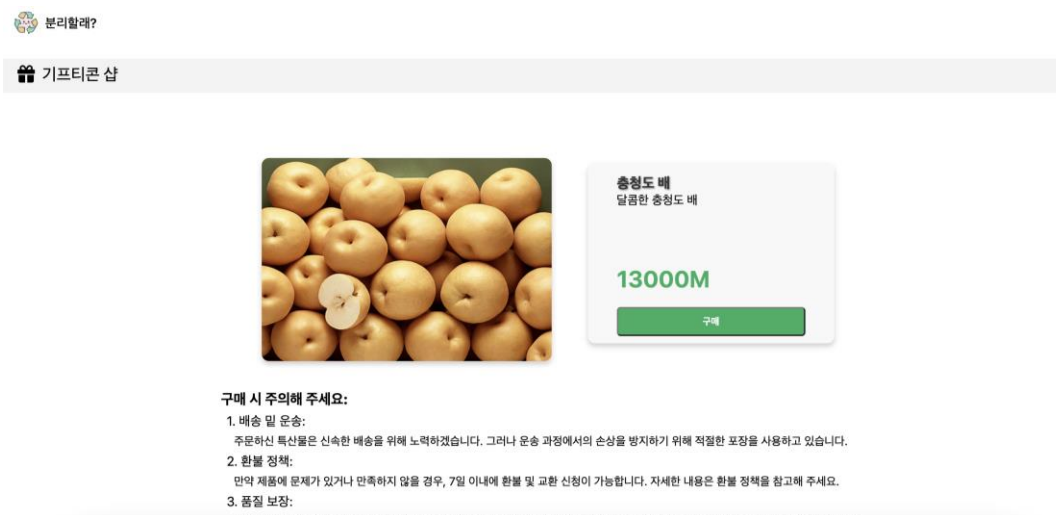 분리할래?
기프티콘 샵
충청도 배
달콤한 충청도 배
13000M
구매
구매 시 주의해 주세요:
1. 배송 밑 운송:
주문하신 특산물은 신속한 배송을 위해 노력하겠습니다. 그러나 운송 과정에서의 손상을 방지하기 위해 적절한 포장을 사용하고 있습니다.
2. 환불 정책:
만약 제품에 문제가 있거나 만족하지 않을 경우, 7일 이내에 환불 및 교환 신청이 가능합니다. 자세한 내용은 환불 정책을 참고해 주세요.
3. 품질 보장: